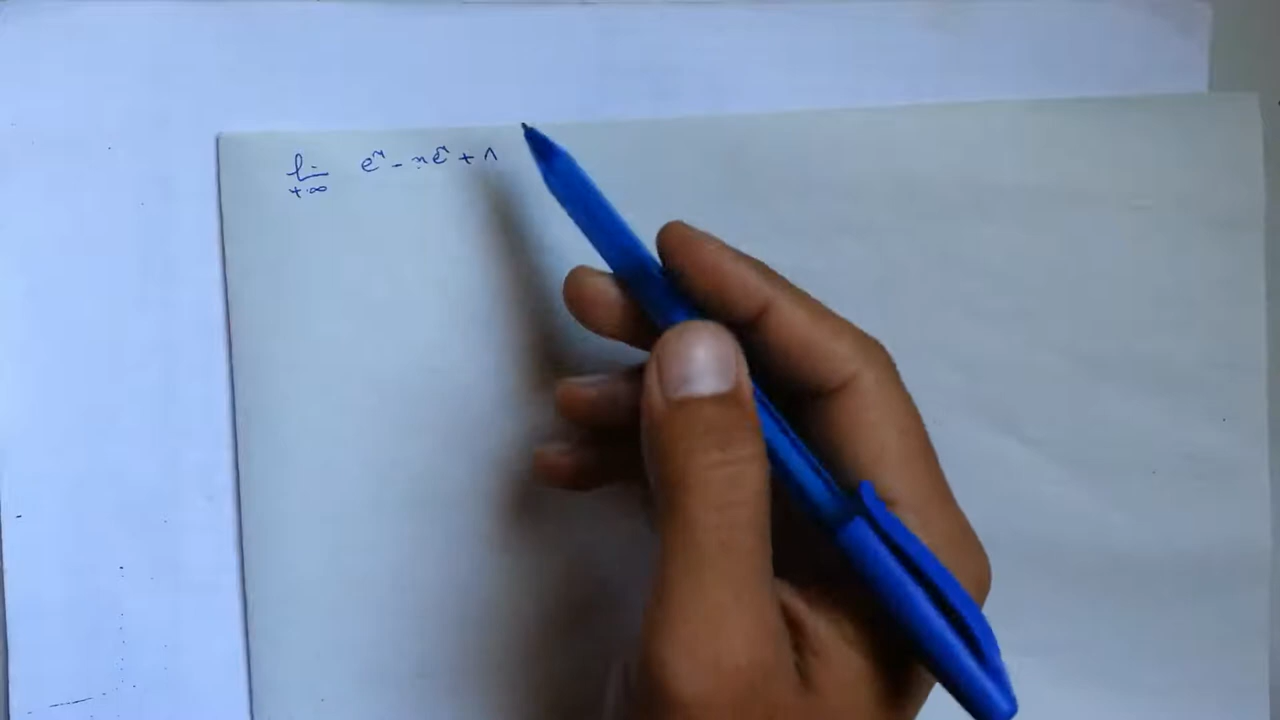 lim e^x - xe^x + 1
+∞